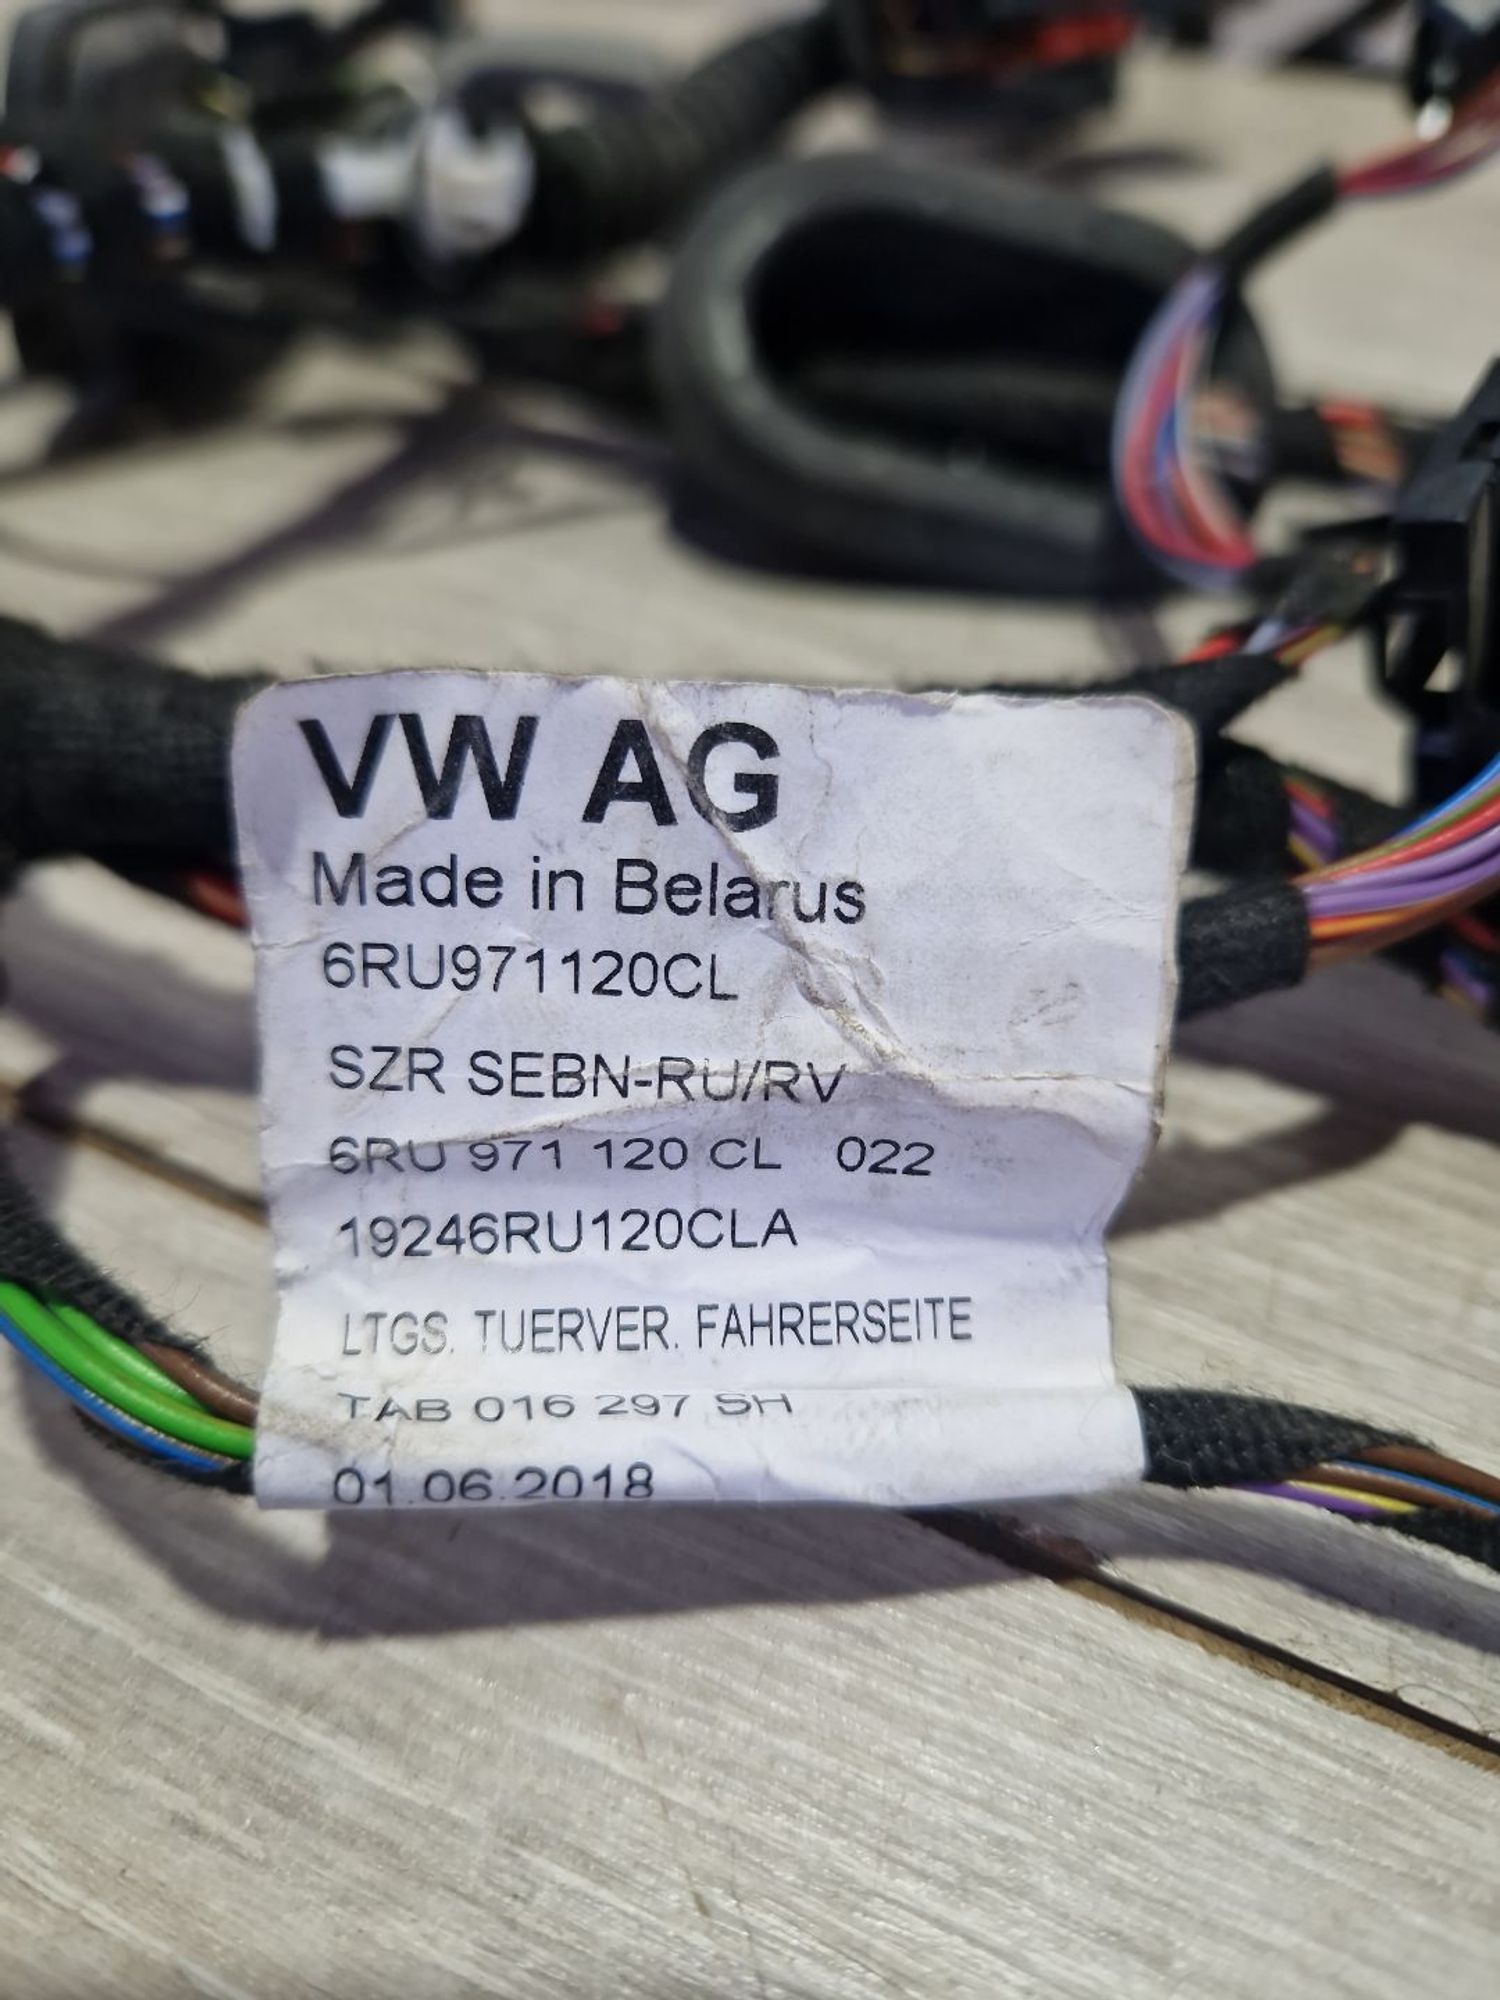 VW AG
Made in Belarus
6RU971120CL
SZR SEBN-RU/RV
6RU 971 120 CL 022
19246RU120CLA
LTGS. TUERVER. FAHRERSEITE
TAB 016 297 SH
01.06.2018